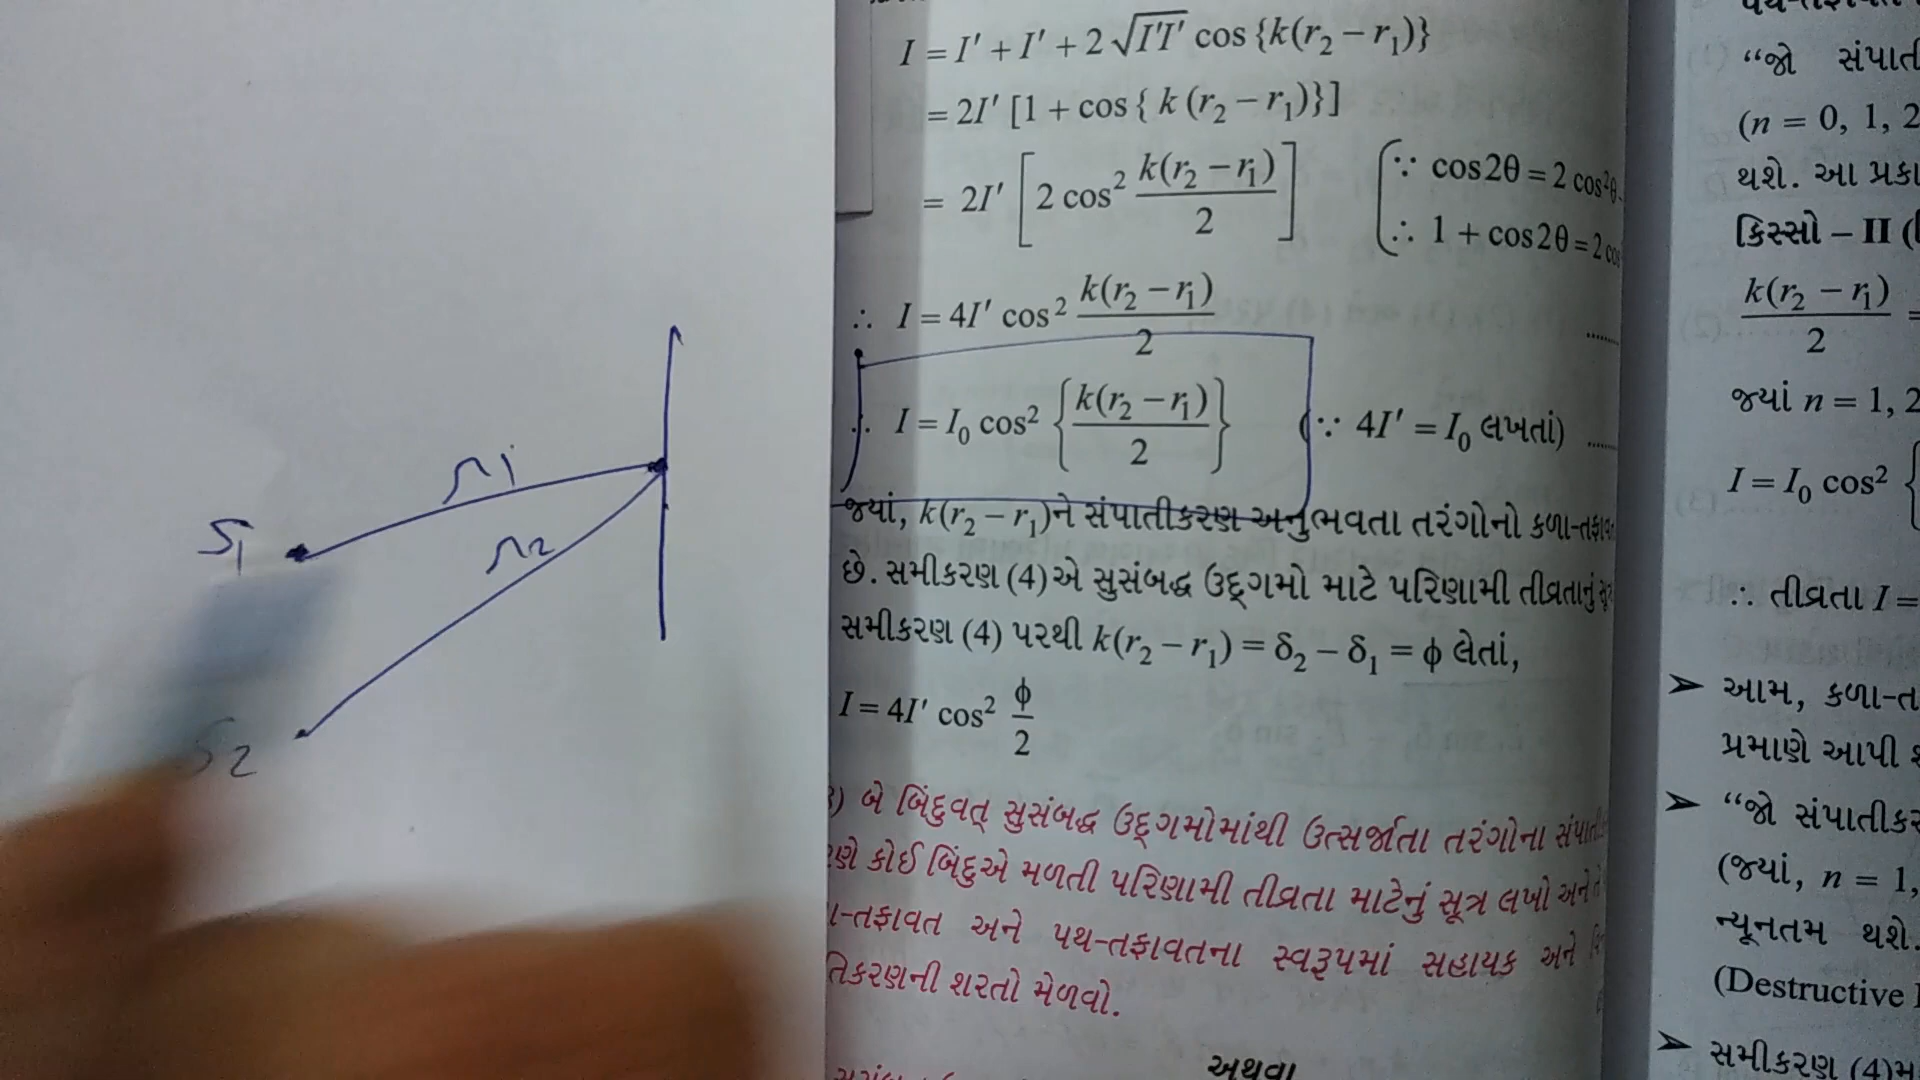 I = I' + I' + 2√I'I' cos {k(r₂ – r₁)}
= 2I' [1 + cos { k (r₂ – r₁)}]
= 2I' [2 cos² k(r₂ – r₁)/2] (∵ cos2θ = 2 cos²θ
∴ 1 + cos2θ = 2 cos
∴ I = 4I' cos² k(r₂ – r₁)/2
∴ I = I₀ cos² {k(r₂ – r₁)/2} (∵ 4I' = I₀ લખતાં)
જ્યાં, k(r₂ – r₁)ને સંપાતીકરણ અનુભવતા તરંગોનો કળા-તફાવ
છે. સમીકરણ (4)એ સુસંબદ્ધ ઉદ્ગમો માટે પરિણામી તીવ્રતાનું
સમીકરણ (4) પરથી k(r₂ – r₁) = δ₂ – δ₁ = ϕ લેતાં,
I = 4I' cos² ϕ/2
બે બિંદુવત્ સુસંબદ્ધ ઉદ્ગમોમાંથી ઉત્સર્જાતા તરંગોના
કોઈ બિંદુએ મળતી પરિણામી તીવ્રતા માટેનું સૂત્ર લખો અને
-તફાવત અને પથ-તફાવતના સ્વરૂપમાં સહાયક અને
તિકરણની શરતો મેળવો.
અથવા
S₁
r₁
r₂
S₂
“જો સંપાતી
(n = 0, 1, 2
થશે. આ પ્રકા
કિસ્સો – II (
k(r₂ – r₁)/2 =
જ્યાં n = 1, 2
I = I₀ cos² {
∴ તીવ્રતા I =
➤ આમ, કળા-ત
પ્રમાણે આપી
➤ “જો સંપાતીકર
(જ્યાં, n = 1,
ન્યૂનતમ થશે.
(Destructive I
➤ સમીકરણ (4)મ